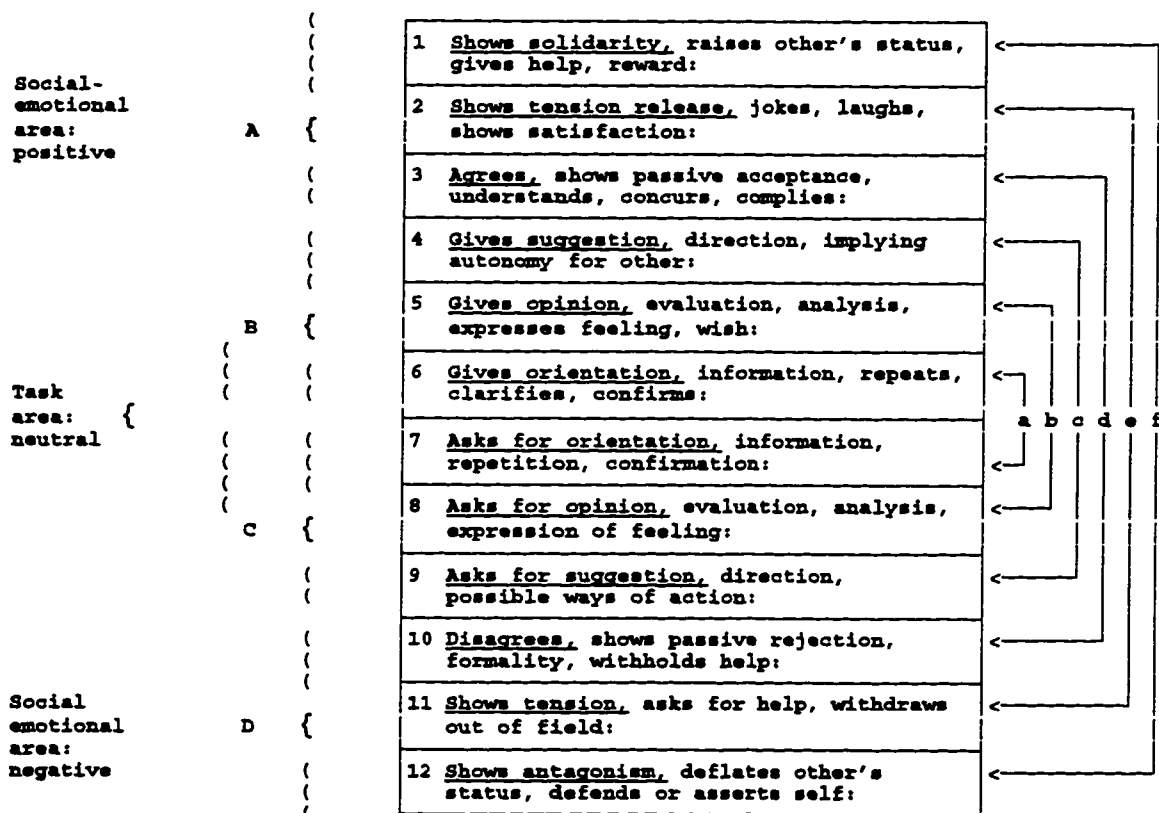 1 Shows solidarity, raises other's status,
gives help, reward:
Social-
emotional
area:
positive
A {
2 Shows tension release, jokes, laughs,
shows satisfaction:
3 Agrees, shows passive acceptance,
understands, concurs, complies:
4 Gives suggestion, direction, implying
autonomy for other:
5 Gives opinion, evaluation, analysis,
expresses feeling, wish:
B {
6 Gives orientation, information, repeats,
clarifies, confirms:
Task
area: {
neutral
a b c d e f
7 Asks for orientation, information,
repetition, confirmation:
8 Asks for opinion, evaluation, analysis,
expression of feeling:
C {
9 Asks for suggestion, direction,
possible ways of action:
10 Disagrees, shows passive rejection,
formality, withholds help:
Social
emotional
area:
negative
D {
11 Shows tension, asks for help, withdraws
out of field:
12 Shows antagonism, deflates other's
status, defends or asserts self: